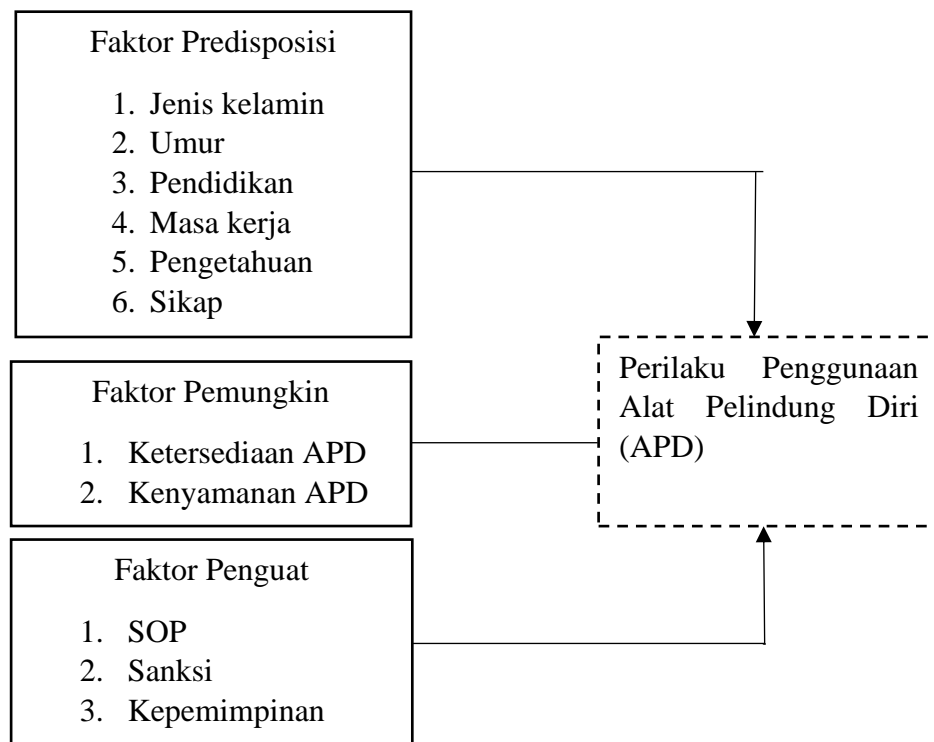 Faktor Predisposisi
1. Jenis kelamin
2. Umur
3. Pendidikan
4. Masa kerja
5. Pengetahuan
6. Sikap
Faktor Pemungkin
1. Ketersediaan APD
2. Kenyamanan APD
Faktor Penguat
1. SOP
2. Sanksi
3. Kepemimpinan
Perilaku Penggunaan
Alat Pelindung Diri
(APD)